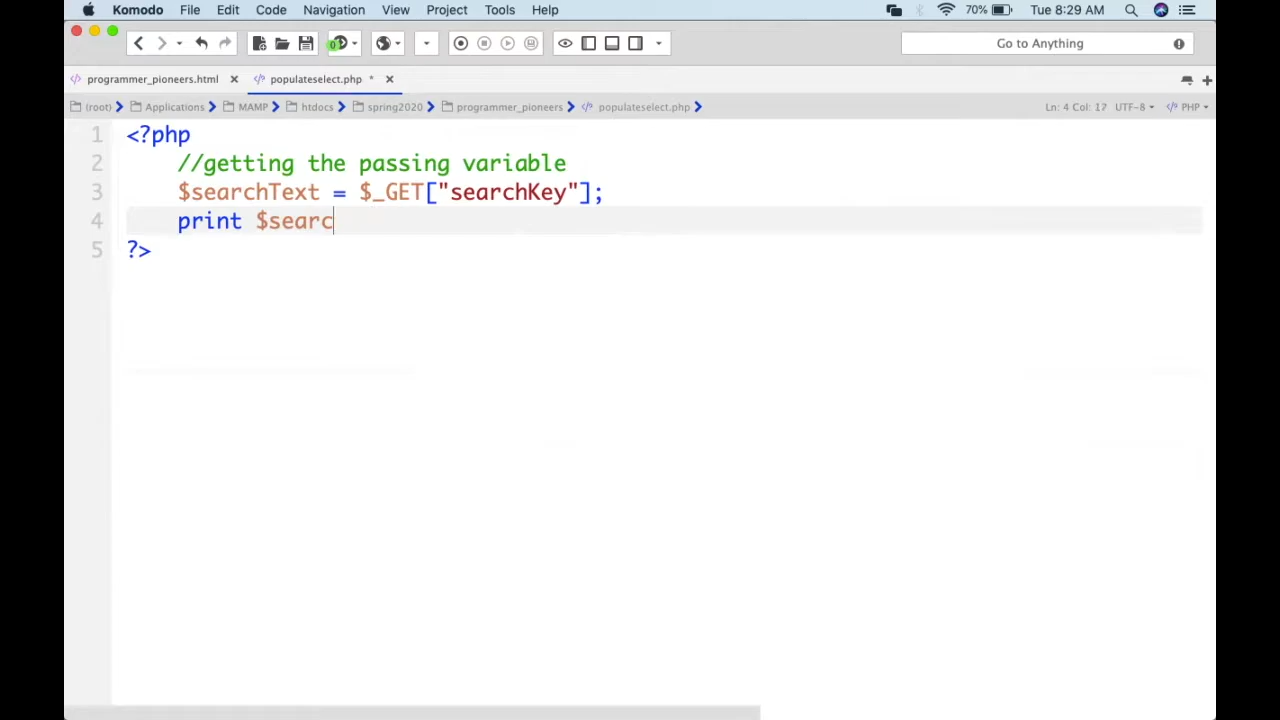 Komodo File Edit Code Navigation View Project Tools Help 70% Tue 8:29 AM
0 Go to Anything
programmer_pioneers.html populateselect.php *
(root) Applications MAMP htdocs spring2020 programmer_pioneers populateselect.php Ln: 4 Col: 17 UTF-8 PHP
1 <?php
2 //getting the passing variable
3 $searchText = $_GET["searchKey"];
4 print $searc
5 ?>